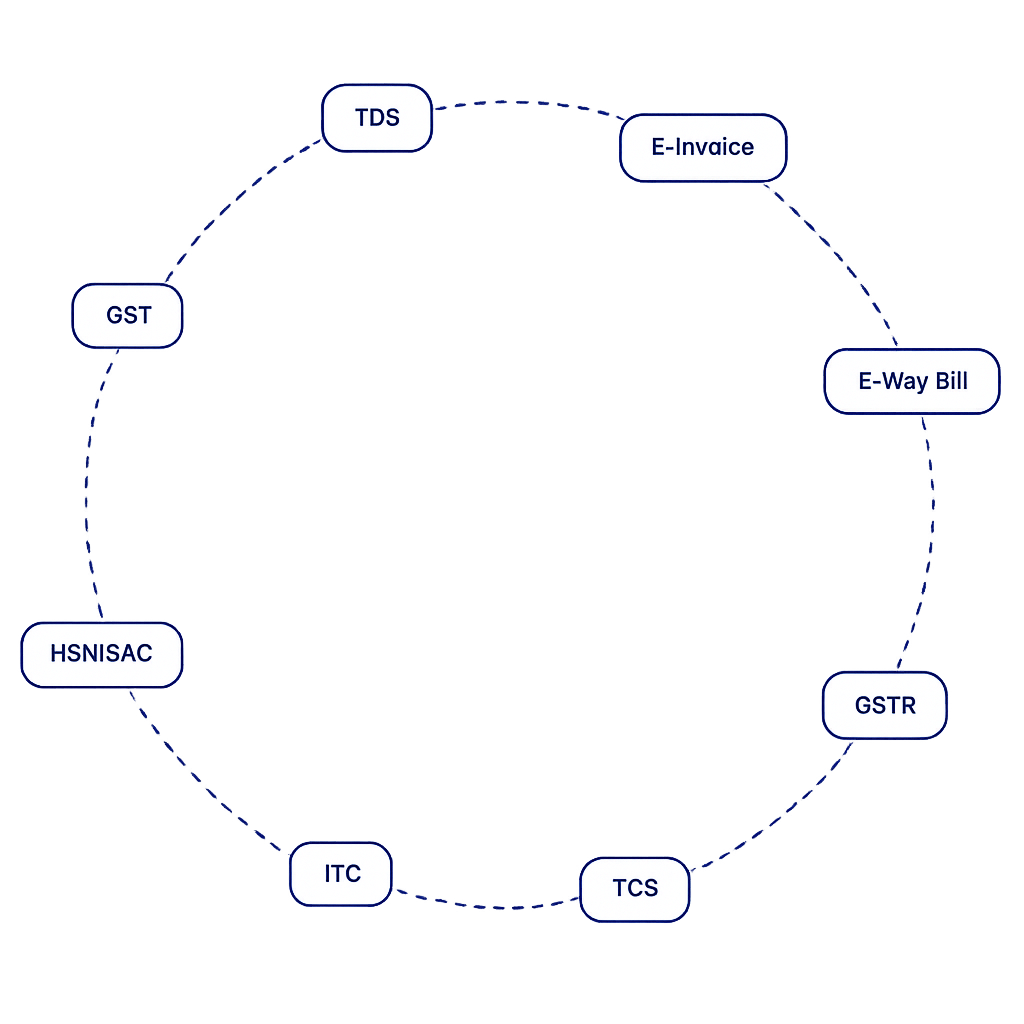 TDS
E-Invaice
GST
E-Way Bill
HSNISAC
GSTR
ITC
TCS